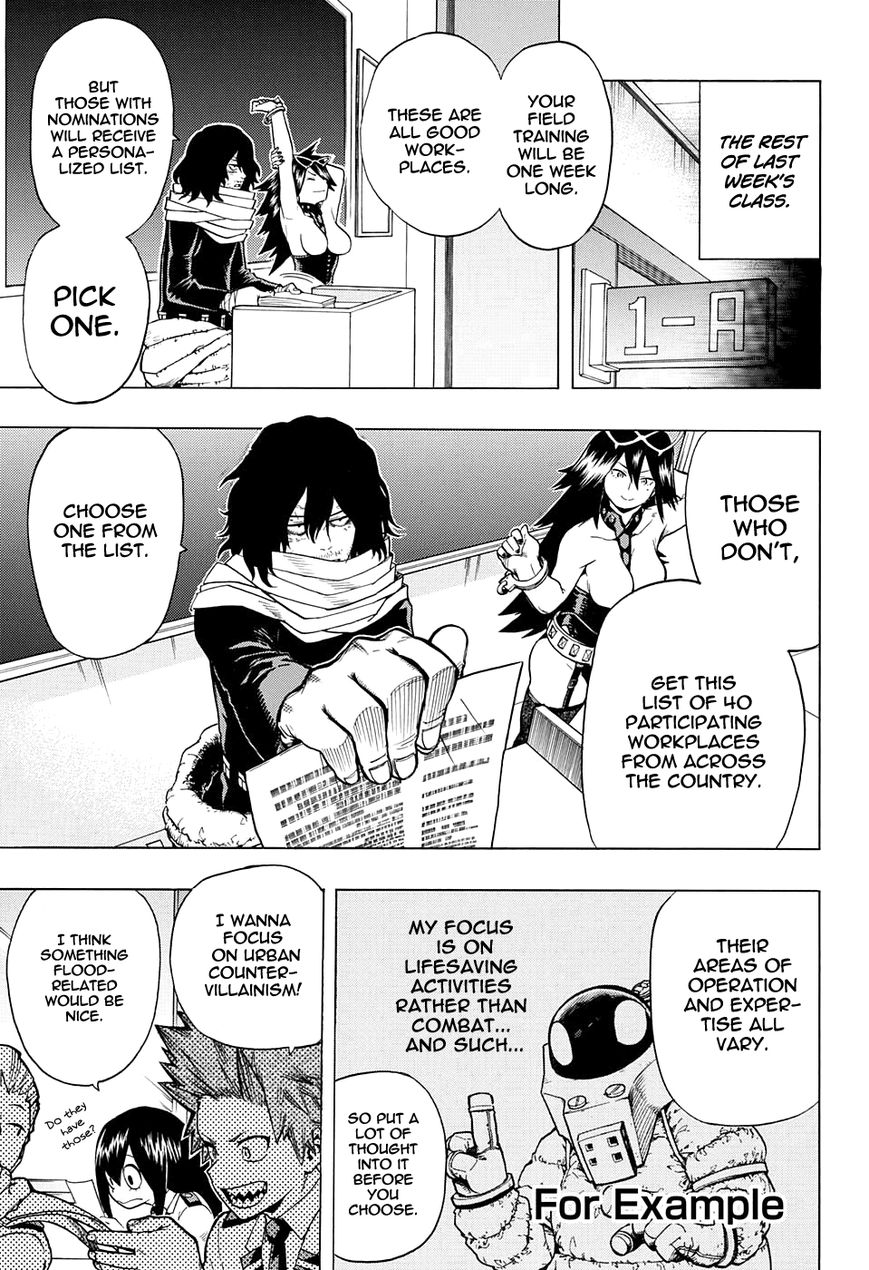 THE REST
OF LAST
WEEK'S
CLASS.
1-A
YOUR
FIELD
TRAINING
WILL BE
ONE WEEK
LONG.
THESE ARE
ALL GOOD
WORK-
PLACES.
BUT
THOSE WITH
NOMINATIONS
WILL RECEIVE
A PERSONA-
LIZED LIST.
PICK
ONE.
THOSE
WHO
DON'T,
GET THIS
LIST OF 40
PARTICIPATING
WORKPLACES
FROM ACROSS
THE COUNTRY.
CHOOSE
ONE FROM
THE LIST.
THEIR
AREAS OF
OPERATION
AND EXPER-
TISE ALL
VARY.
MY FOCUS
IS ON
LIFESAVING
ACTIVITIES
RATHER THAN
COMBAT...
AND SUCH...
For Example
SO PUT A
LOT OF
THOUGHT
INTO IT
BEFORE
YOU
CHOOSE.
I WANNA
FOCUS
ON URBAN
COUNTER-
VILLAINISM!
I THINK
SOMETHING
FLOOD-
RELATED
WOULD BE
NICE.
Do they
have
those?